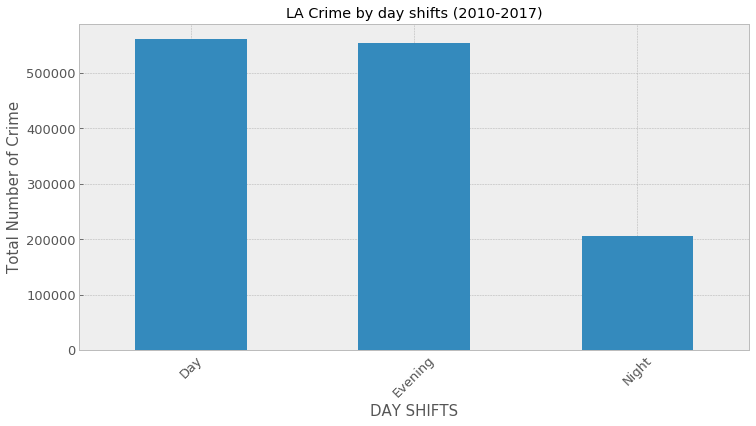 LA Crime by day shifts (2010-2017)
Total Number of Crime
500000
400000
300000
200000
100000
0
Day
Evening
Night
DAY SHIFTS